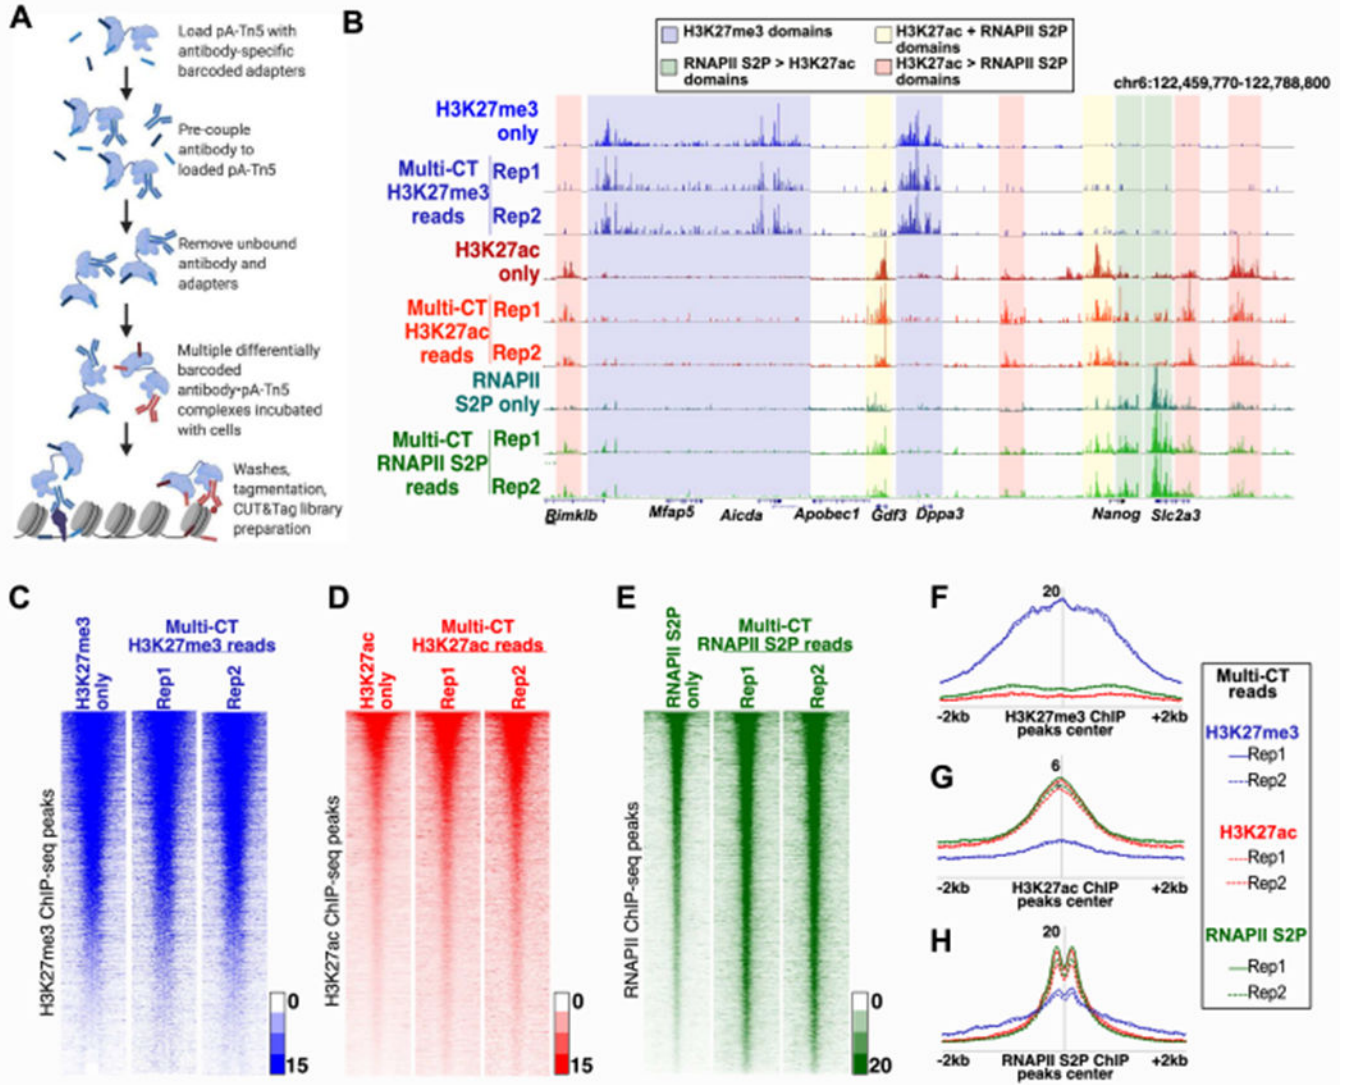 A
Load pA-Tn5 with
antibody-specific
barcoded adapters
Pre-couple
antibody to
loaded pA-Tn5
Remove unbound
antibody and
adapters
Multiple differentially
barcoded
antibody•pA-Tn5
complexes incubated
with cells
Washes,
tagmentation,
CUT&Tag library
preparation
B
H3K27me3 domains
H3K27ac + RNAPII S2P
domains
RNAPII S2P > H3K27ac
domains
H3K27ac > RNAPII S2P
domains
chr6:122,459,770-122,788,800
H3K27me3
only
Multi-CT
H3K27me3
reads
Rep1
Rep2
H3K27ac
only
Multi-CT
H3K27ac
reads
Rep1
Rep2
RNAPII
S2P only
Multi-CT
RNAPII S2P
reads
Rep1
Rep2
Rimklb
Mfap5
Aicda
Apobec1
Gdf3
Dppa3
Nanog
Slc2a3
C
H3K27me3
only
Multi-CT
H3K27me3 reads
Rep1
Rep2
H3K27me3 ChIP-seq peaks
0
15
D
H3K27ac
only
Multi-CT
H3K27ac reads
Rep1
Rep2
H3K27ac ChIP-seq peaks
0
15
E
RNAPII S2P
only
Multi-CT
RNAPII S2P reads
Rep1
Rep2
RNAPII ChIP-seq peaks
0
20
F
20
-2kb
H3K27me3 ChIP
peaks center
+2kb
G
6
-2kb
H3K27ac ChIP
peaks center
+2kb
H
20
-2kb
RNAPII S2P ChIP
peaks center
+2kb
Multi-CT
reads
H3K27me3
Rep1
Rep2
H3K27ac
Rep1
Rep2
RNAPII S2P
Rep1
Rep2